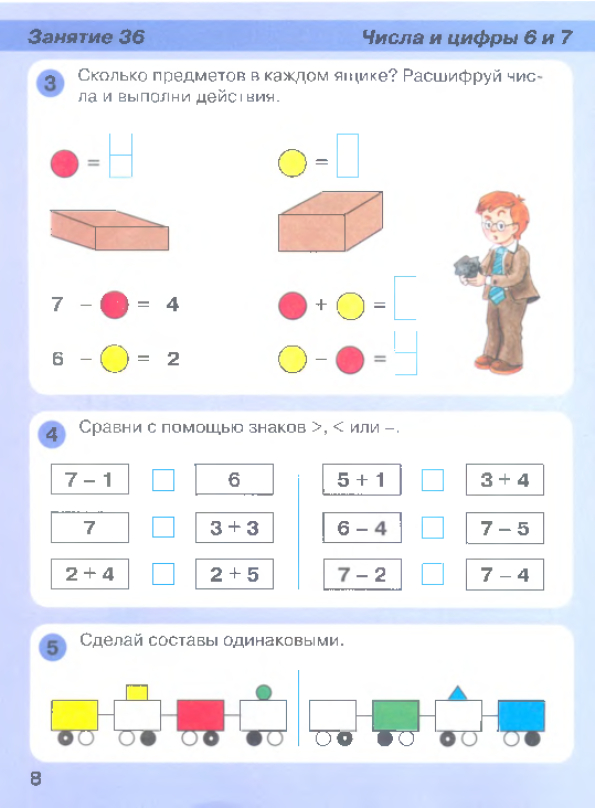 Занятие 36 Числа и цифры 6 и 7
3 Сколько предметов в каждом ящике? Расшифруй чис-
ла и выполни действия.
= =
7 - = 4 + =
6 - = 2 - =
4 Сравни с помощью знаков >, < или –.
7 – 1 6 5 + 1 3 + 4
7 3 + 3 6 – 4 7 – 5
2 + 4 2 + 5 7 – 2 7 – 4
5 Сделай составы одинаковыми.
8